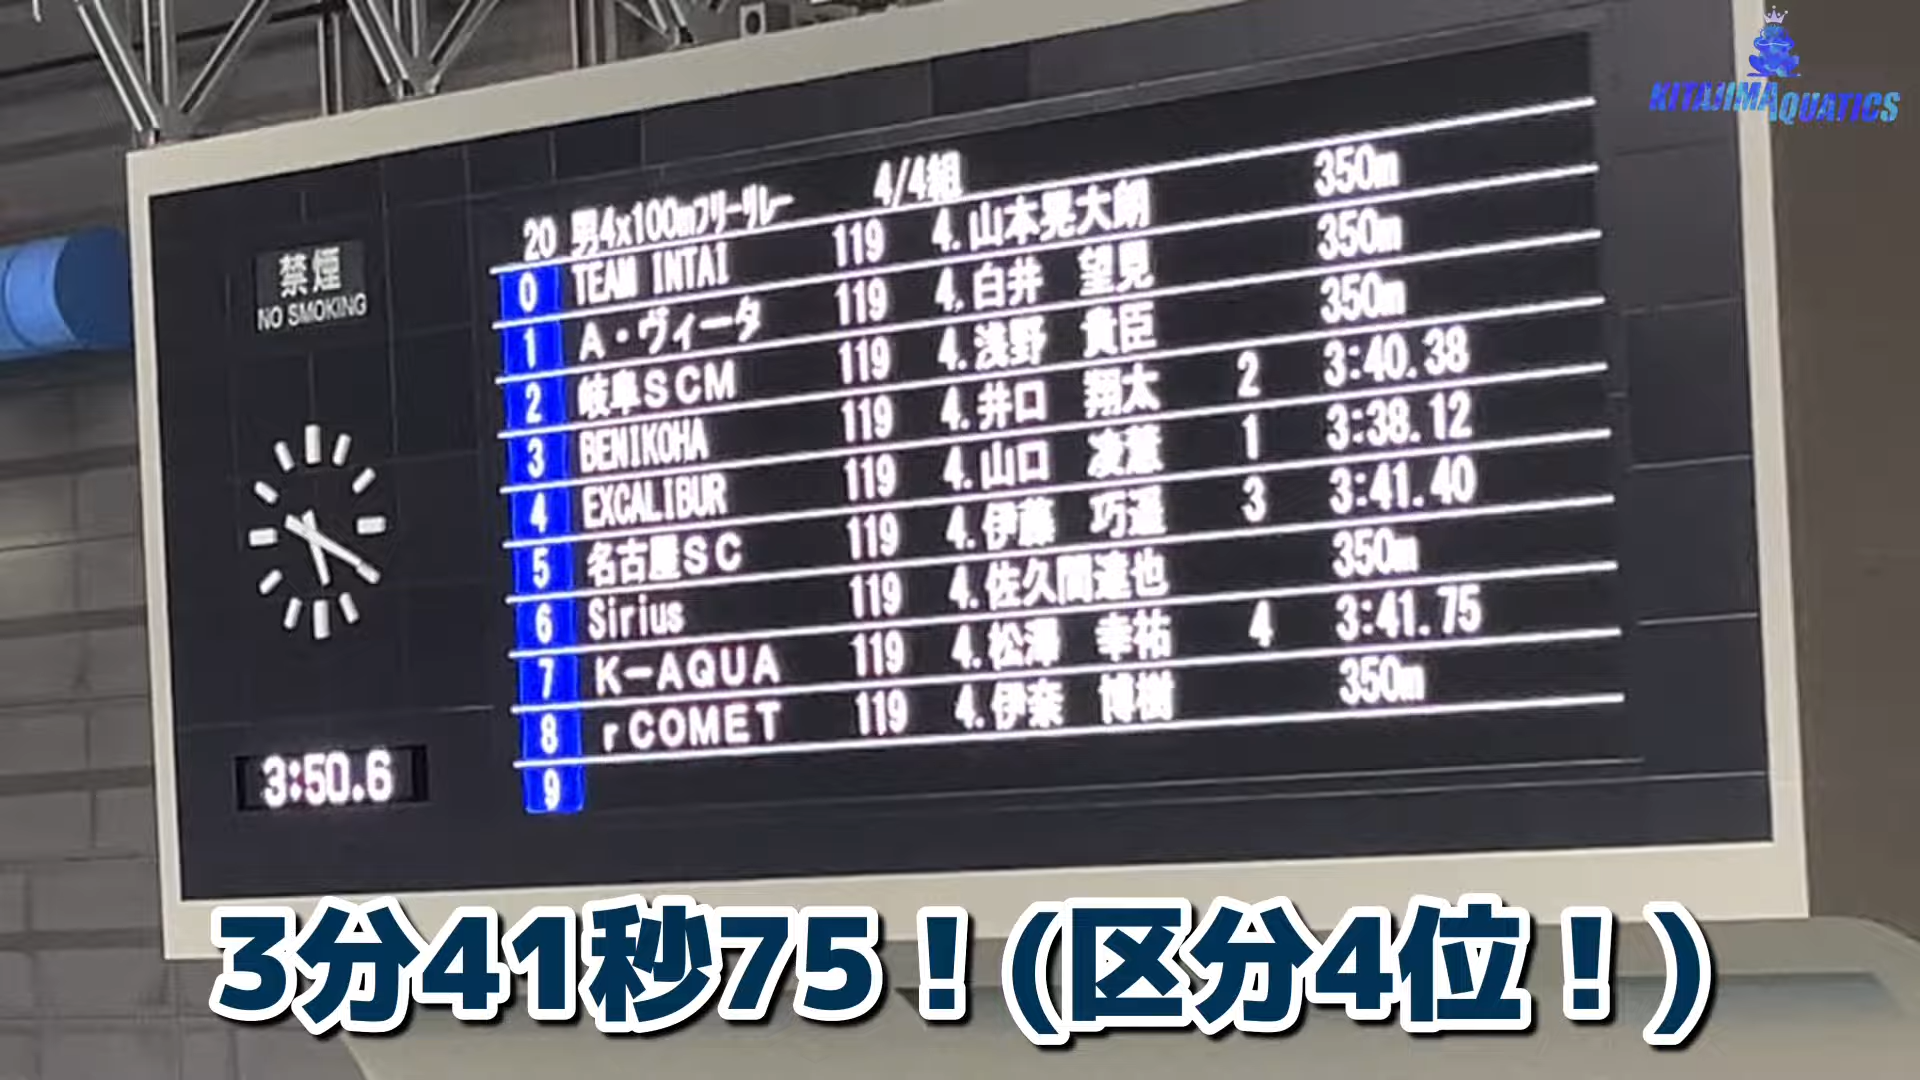 KITAJIMAQUATICS
禁煙
NO SMOKING
20 男4x100mフリーリレー 4/4組
0 TEAM INTAI 119 4.山本晃大朗 350m
1 A・ヴィータ 119 4.白井 望見 350m
2 岐阜SCM 119 4.浅野 貴臣 350m
3 BENIKOHA 119 4.井口 翔太 2 3:40.38
4 EXCALIBUR 119 4.山口 1 3:38.12
5 名古屋SC 119 4.伊藤 3 3:41.40
6 Sirius 119 4.佐久間達也 350m
7 K-AQUA 119 4.松澤 幸祐 4 3:41.75
8 rCOMET 119 4.伊奈 博樹 350m
9
3:50.6
3分41秒75！(区分4位！)